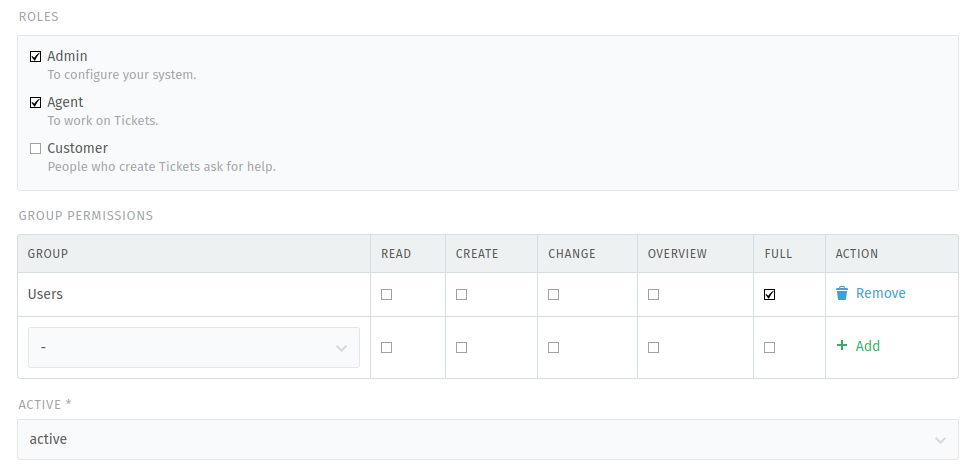 ROLES
Admin
To configure your system.
Agent
To work on Tickets.
Customer
People who create Tickets ask for help.
GROUP PERMISSIONS
GROUP READ CREATE CHANGE OVERVIEW FULL ACTION
Users Remove
- Add
ACTIVE *
active